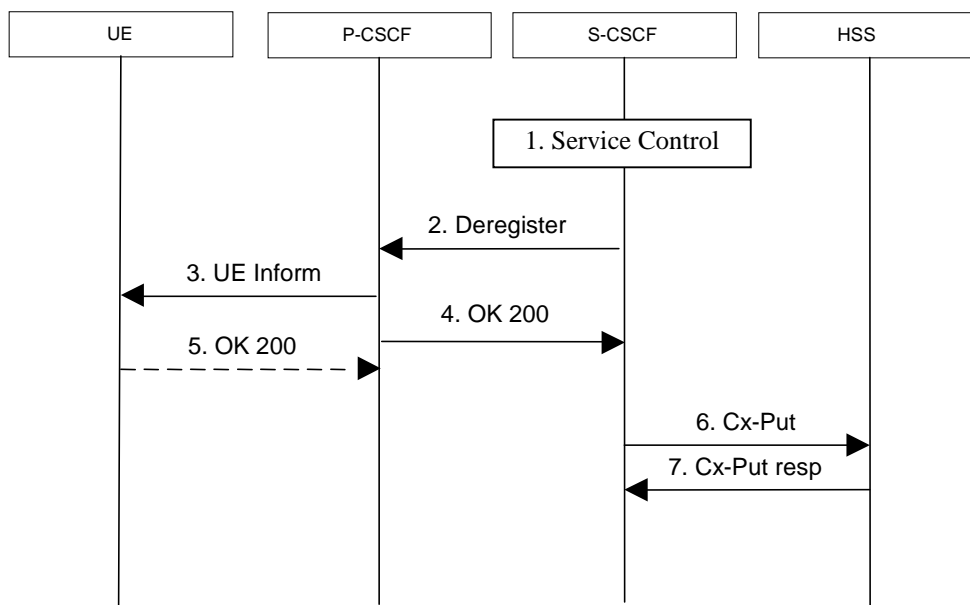 UE
P-CSCF
S-CSCF
HSS
1. Service Control
2. Deregister
3. UE Inform
4. OK 200
5. OK 200
6. Cx-Put
7. Cx-Put resp